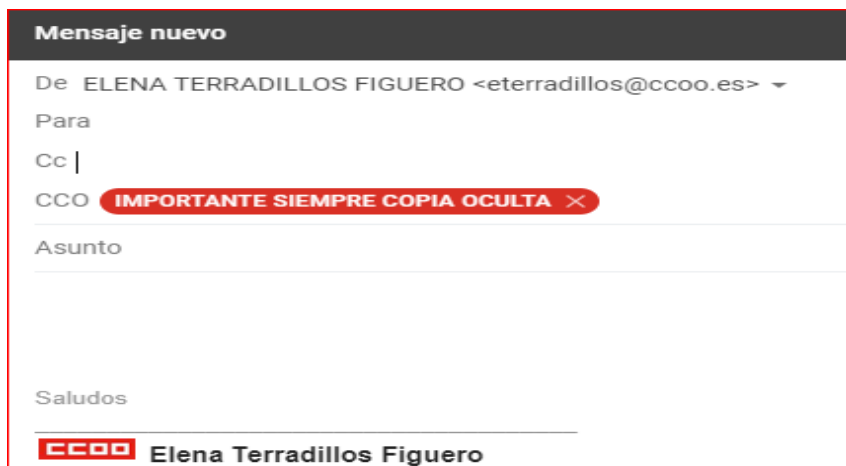 Mensaje nuevo
De ELENA TERRADILLOS FIGUERO <eterradillos@ccoo.es>
Para
Cc
CCO IMPORTANTE SIEMPRE COPIA OCULTA ×
Asunto
Saludos
CCOO Elena Terradillos Figuero